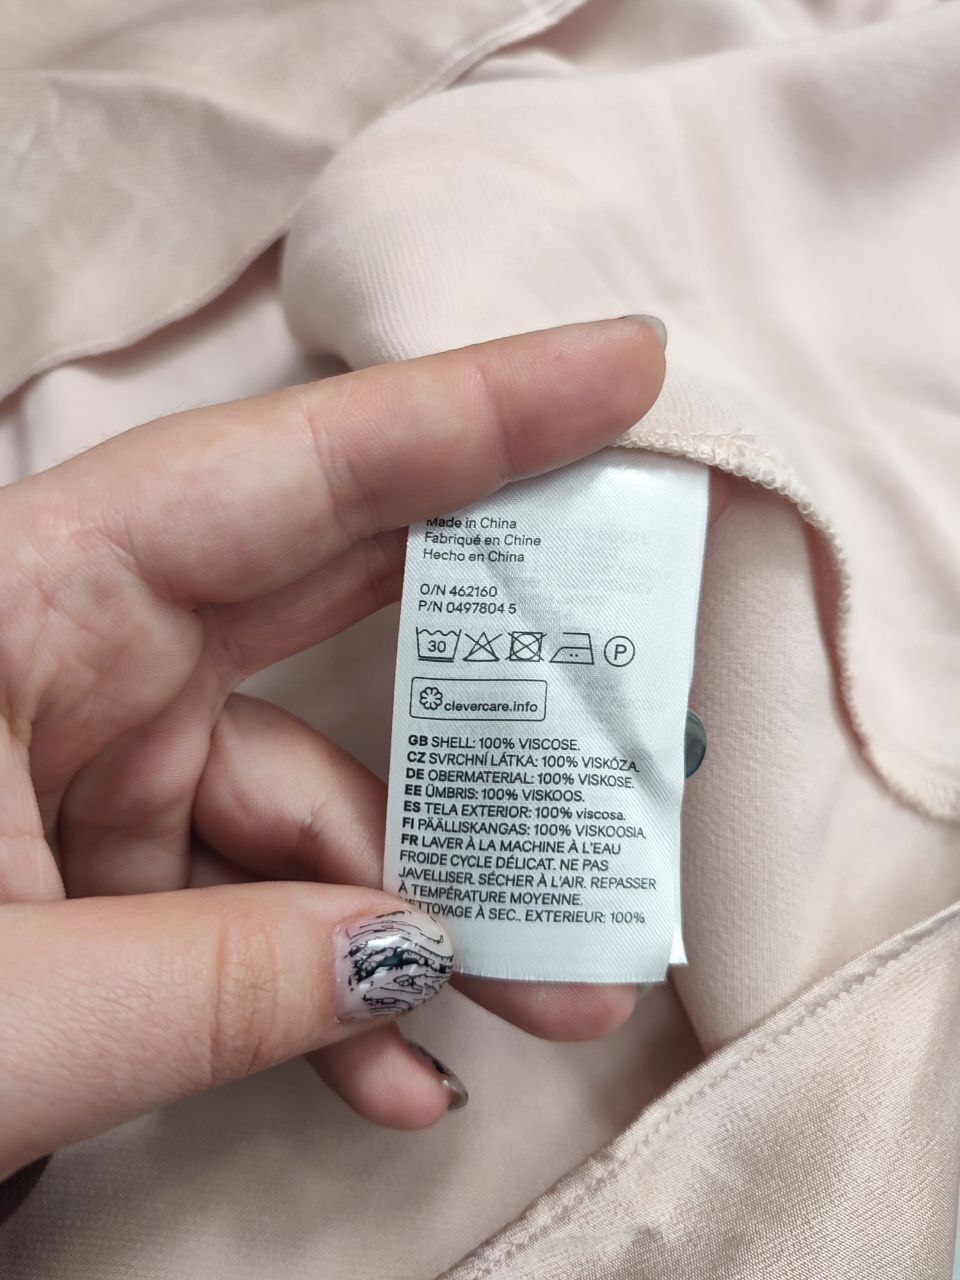 Made in China
Fabriqué en Chine
Hecho en China
O/N 462160
P/N 0497804 5
30
P
clevercare.info
GB SHELL: 100% VISCOSE.
CZ SVRCHNÍ LÁTKA: 100% VISKÓZA.
DE OBERMATERIAL: 100% VISKOSE.
EE ÜMBRIS: 100% VISKOOS.
ES TELA EXTERIOR: 100% viscosa.
FI PÄÄLLISKANGAS: 100% VISKOOSIA.
FR LAVER À LA MACHINE À L'EAU
FROIDE CYCLE DÉLICAT. NE PAS
JAVELLISER. SÉCHER À L'AIR. REPASSER
À TEMPÉRATURE MOYENNE.
NETTOYAGE À SEC.. EXTERIEUR: 100%